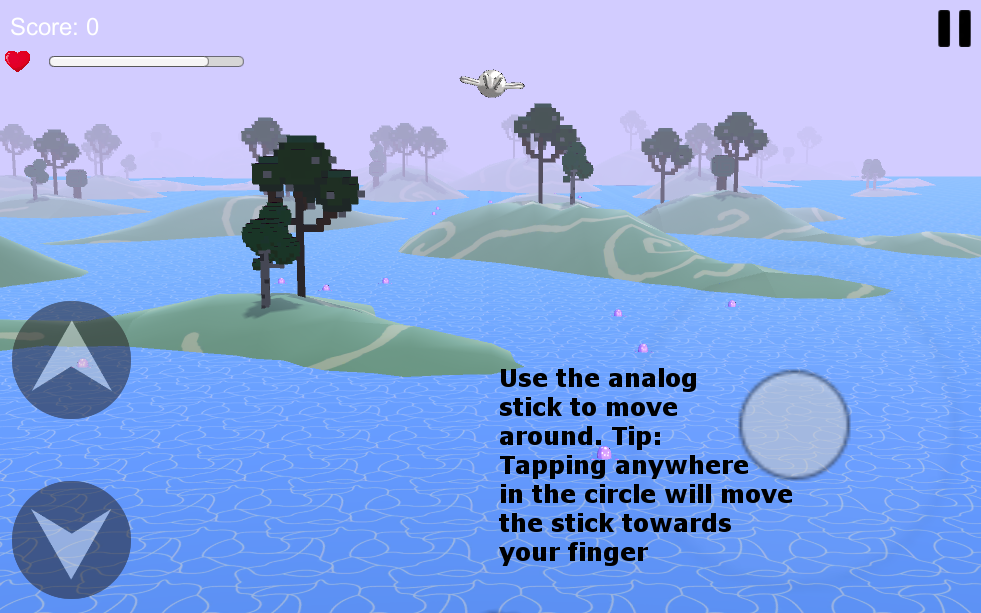 Score: 0
Use the analog
stick to move
around. Tip:
Tapping anywhere
in the circle will move
the stick towards
your finger